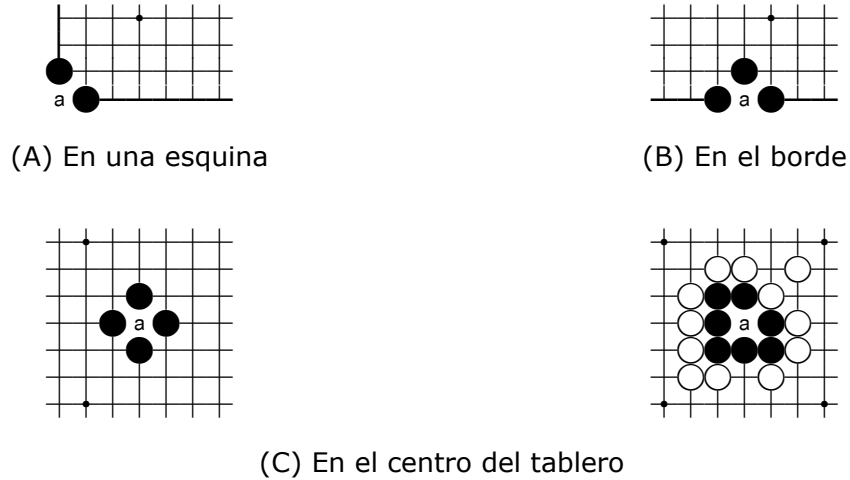 a
a
(A) En una esquina
(B) En el borde
a
a
(C) En el centro del tablero